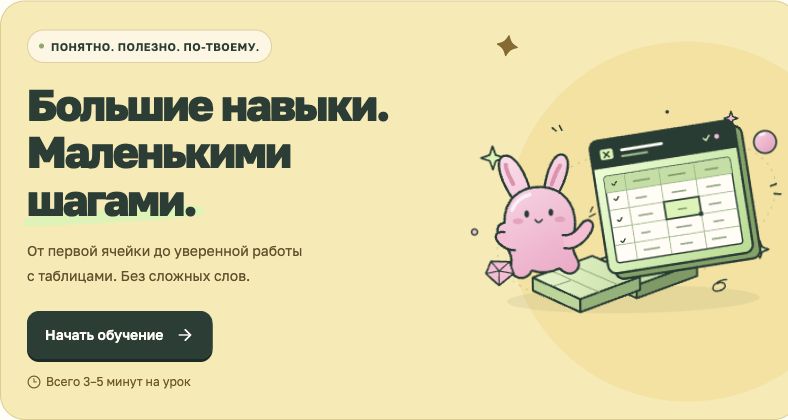 ПОНЯТНО. ПОЛЕЗНО. ПО-ТВОЕМУ.
Большие навыки.
Маленькими
шагами.
От первой ячейки до уверенной работы
с таблицами. Без сложных слов.
Начать обучение →
Всего 3–5 минут на урок